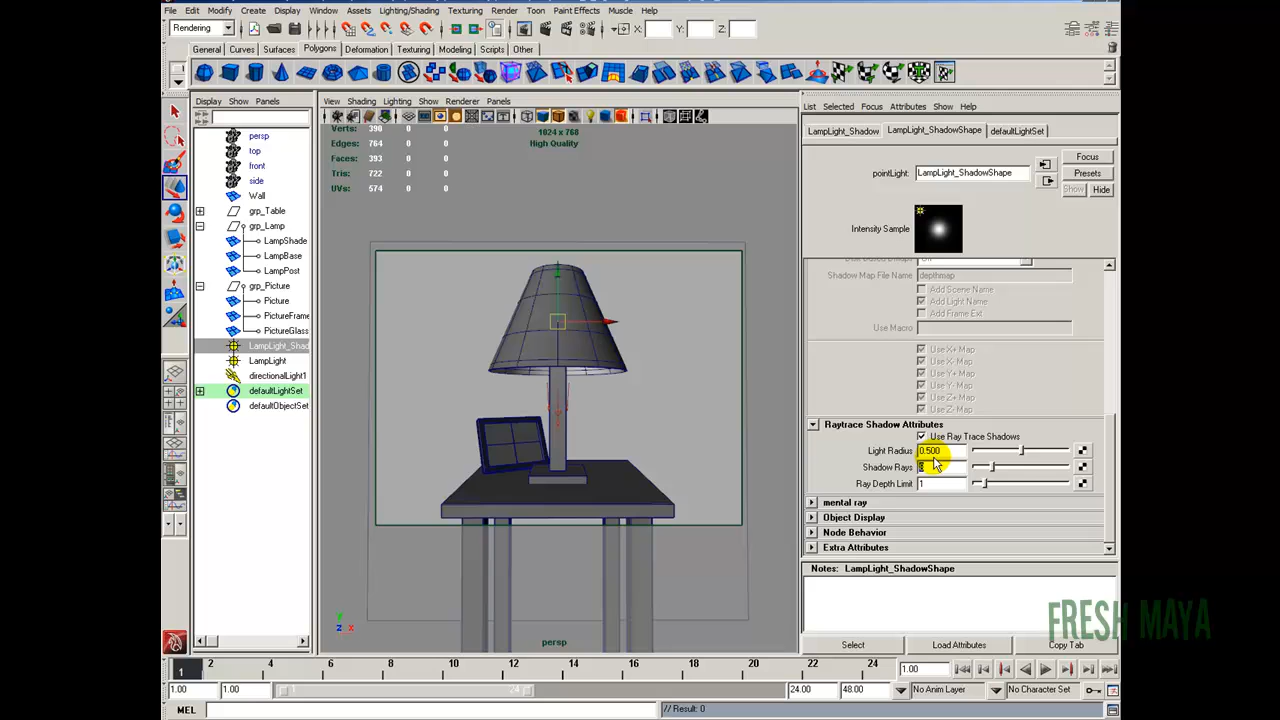 File Edit Modify Create Display Window Assets Lighting/Shading Texturing Render Toon Paint Effects Muscle Help
Rendering X: Y: Z:
General Curves Surfaces Polygons Deformation Texturing Modeling Scripts Other
Display Show Panels
View Shading Lighting Show Renderer Panels
List Selected Focus Attributes Show Help
Verts: 390 0 0
Edges: 764 0 0
Faces: 393 0 0
Tris: 722 0 0
UVs: 574 0 0
1024 x 768
High Quality
persp
top
front
side
Wall
grp_Table
grp_Lamp
LampShade
LampBase
LampPost
grp_Picture
Picture
PictureFrame
PictureGlass
LampLight_Shad
LampLight
directionalLight1
defaultLightSet
defaultObjectSet
LampLight_Shadow LampLight_ShadowShape defaultLightSet
pointLight: LampLight_ShadowShape
Focus
Presets
Show Hide
Intensity Sample
Shadow Map File Name depthmap
Add Scene Name
Add Light Name
Add Frame Ext
Use Macro
Use X+ Map
Use X- Map
Use Y+ Map
Use Y- Map
Use Z+ Map
Use Z- Map
Raytrace Shadow Attributes
Use Ray Trace Shadows
Light Radius 0.500
Shadow Rays
Ray Depth Limit 1
mental ray
Object Display
Node Behavior
Extra Attributes
Notes: LampLight_ShadowShape
Select Load Attributes Copy Tab
FRESH MAYA
y
z x
persp
1 2 4 6 8 10 12 14 16 18 20 22 24 1.00
1.00 1.00 1 24 24.00 48.00 No Anim Layer No Character Set
MEL // Result: 0